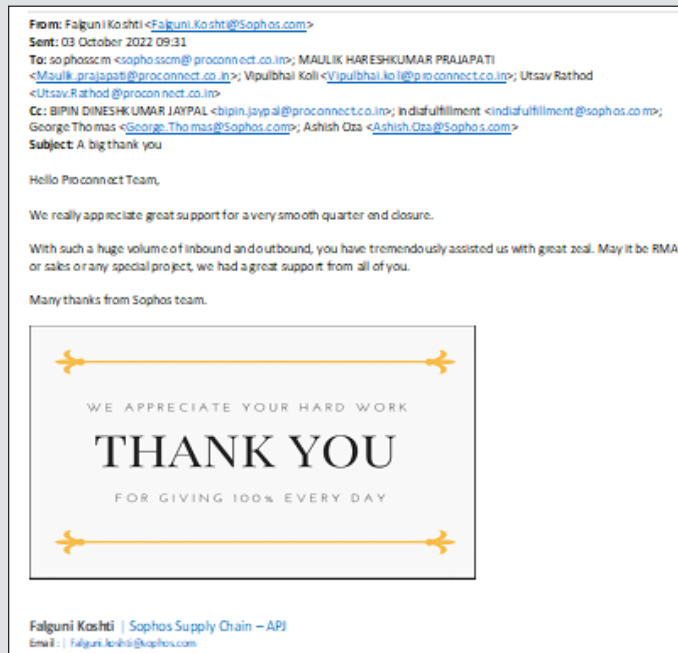 From: Falguni Koshti <Falguni.Koshti@Sophos.com>
Sent: 03 October 2022 09:31
To: sophosscm <sophosscm@proconnect.co.in>; MAULIK HARESHKUMAR PRAJAPATI
<Maulik.prajapati@proconnect.co.in>; Vipulbhai Koli <Vipulbhai.koli@proconnect.co.in>; Utsav Rathod
<Utsav.Rathod@proconnect.co.in>
Cc: BIPIN DINESHKUMAR JAYPAL <bipin.jaypal@proconnect.co.in>; indiafulfillment <indiafulfillment@sophos.com>;
George Thomas <George.Thomas@Sophos.com>; Ashish Oza <Ashish.Oza@Sophos.com>
Subject: A big thank you
Hello Proconnect Team,
We really appreciate great support for a very smooth quarter end closure.
With such a huge volume of inbound and outbound, you have tremendously assisted us with great zeal. May it be RMA
or sales or any special project, we had a great support from all of you.
Many thanks from Sophos team.
WE APPRECIATE YOUR HARD WORK
THANK YOU
FOR GIVING 100% EVERY DAY
Falguni Koshti | Sophos Supply Chain – APJ
Email : | Falguni.koshti@sophos.com